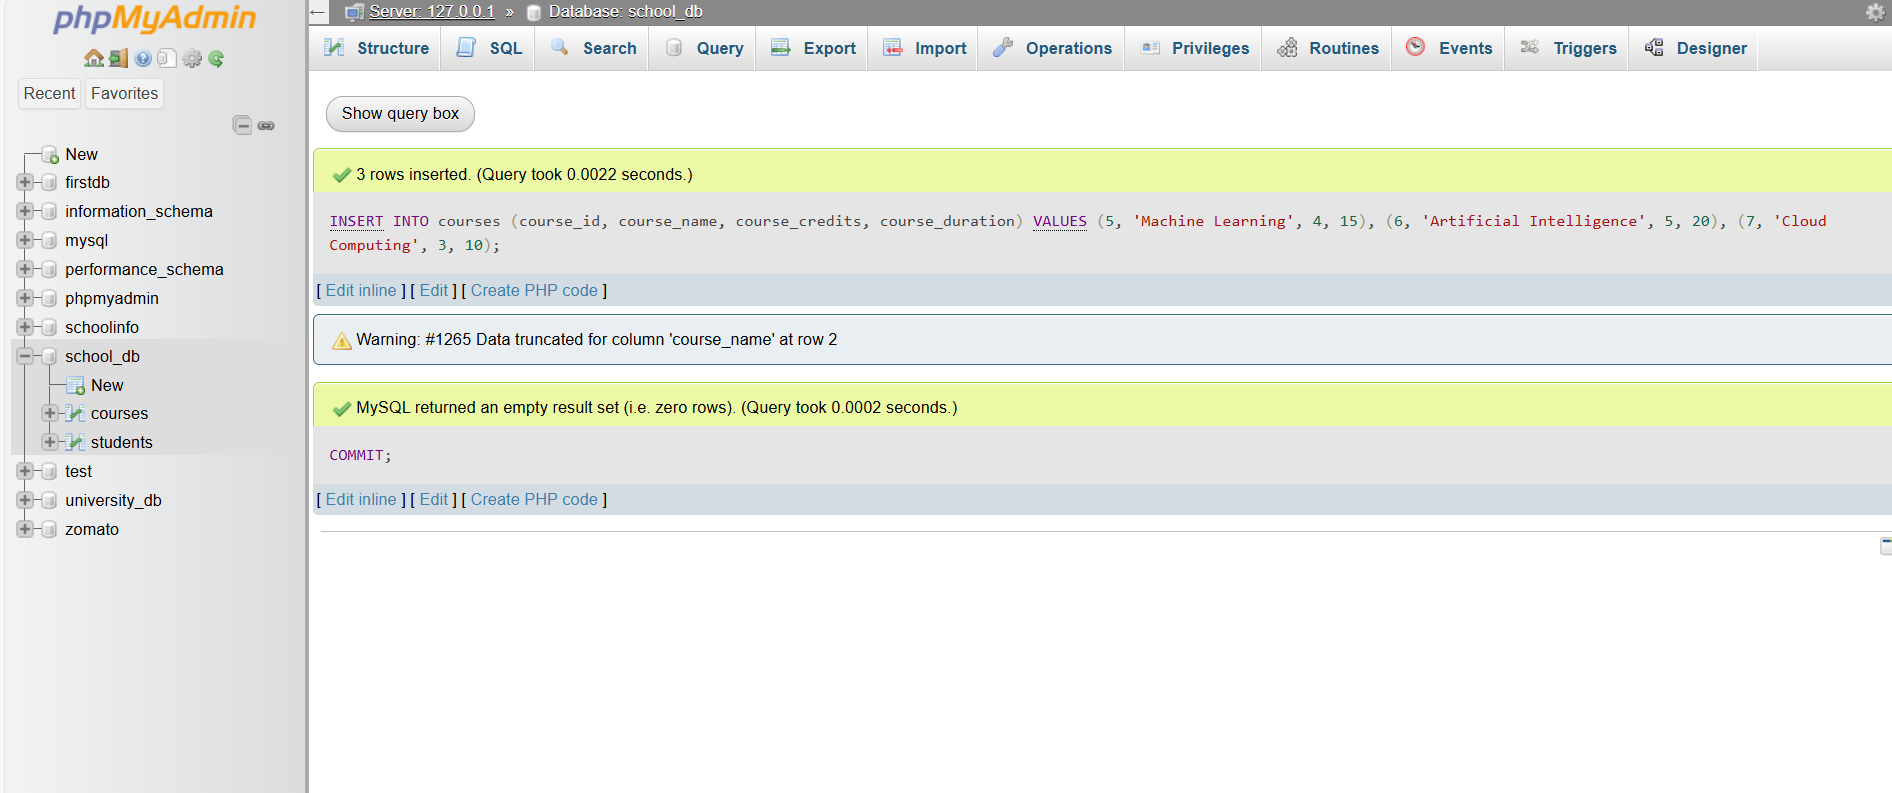 phpMyAdmin
Recent Favorites
New
firstdb
information_schema
mysql
performance_schema
phpmyadmin
schoolinfo
school_db
New
courses
students
test
university_db
zomato
← Server: 127.0.0.1 » Database: school_db
Structure SQL Search Query Export Import Operations Privileges Routines Events Triggers Designer
Show query box
3 rows inserted. (Query took 0.0022 seconds.)
INSERT INTO courses (course_id, course_name, course_credits, course_duration) VALUES (5, 'Machine Learning', 4, 15), (6, 'Artificial Intelligence', 5, 20), (7, 'Cloud
Computing', 3, 10);
[ Edit inline ] [ Edit ] [ Create PHP code ]
Warning: #1265 Data truncated for column 'course_name' at row 2
MySQL returned an empty result set (i.e. zero rows). (Query took 0.0002 seconds.)
COMMIT;
[ Edit inline ] [ Edit ] [ Create PHP code ]